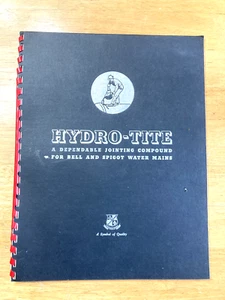 HYDRO-TITE
A DEPENDABLE JOINTING COMPOUND
FOR BELL AND SPIGOT WATER MAINS
A Symbol of Quality